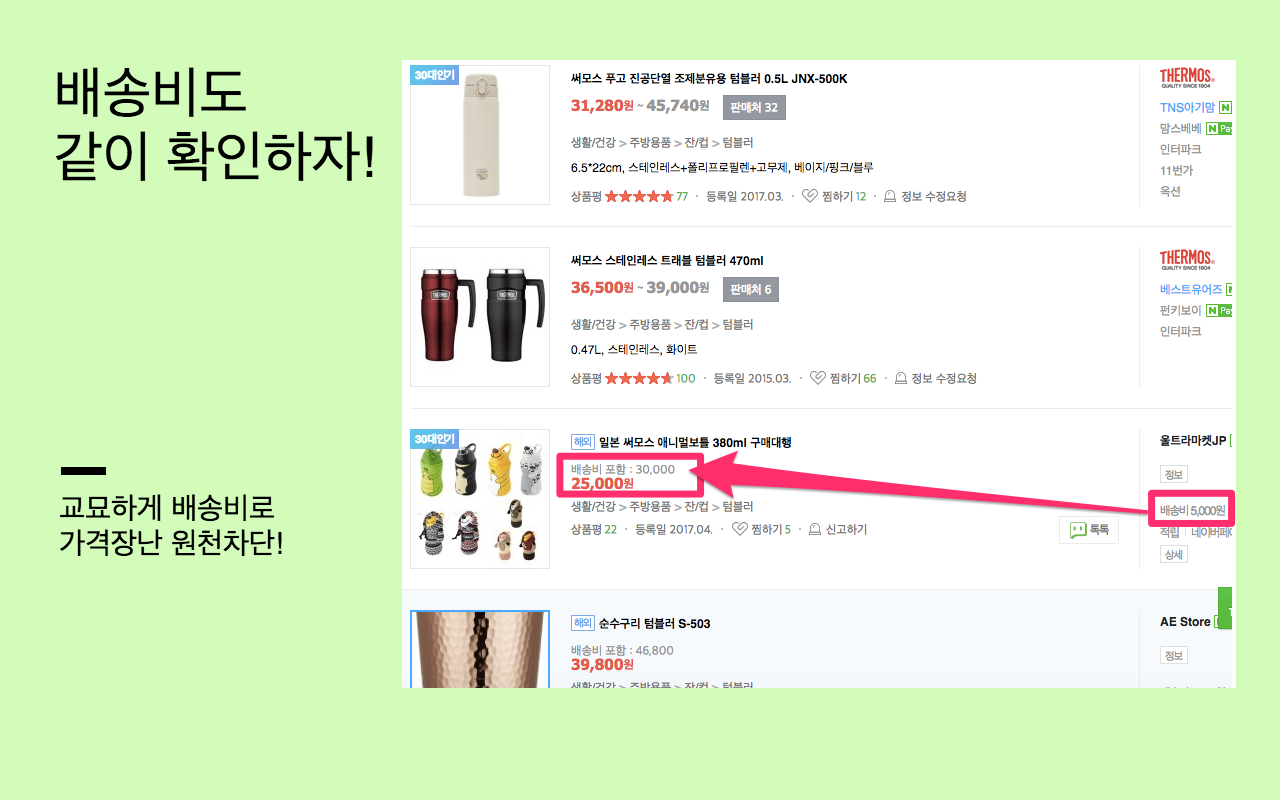 배송비도
같이 확인하자!
교묘하게 배송비로
가격장난 원천차단!
30대인기
써모스 푸고 진공단열 조제분유용 텀블러 0.5L JNX-500K
31,280원 ~ 45,740원 판매처 32
생활/건강 > 주방용품 > 잔/컵 > 텀블러
6.5*22cm, 스테인레스+폴리프로필렌+고무제, 베이지/핑크/블루
상품평 ★★★★★ 77 · 등록일 2017.03. · 찜하기 12 · 정보 수정요청
THERMOS
QUALITY SINCE 1904
TNS아기맘 N
맘스베베 N Pay
인터파크
11번가
옥션
THERMOS
THERMOS
써모스 스테인레스 트래블 텀블러 470ml
36,500원 ~ 39,000원 판매처 6
생활/건강 > 주방용품 > 잔/컵 > 텀블러
0.47L, 스테인레스, 화이트
상품평 ★★★★★ 100 · 등록일 2015.03. · 찜하기 66 · 정보 수정요청
THERMOS
QUALITY SINCE 1904
베스트유어즈
펀키보이 N Pay
인터파크
30대인기
해외 일본 써모스 애니멀보틀 380ml 구매대행
배송비 포함 : 30,000
25,000원
생활/건강 > 주방용품 > 잔/컵 > 텀블러
상품평 22 · 등록일 2017.04. · 찜하기 5 · 신고하기
톡톡
울트라마켓JP
정보
배송비 5,000원
적립 네이버페이
상세
해외 순수구리 텀블러 S-503
배송비 포함 : 46,800
39,800원
생활/건강 > 주방용품 > 잔/컵 > 텀블러
AE Store
정보